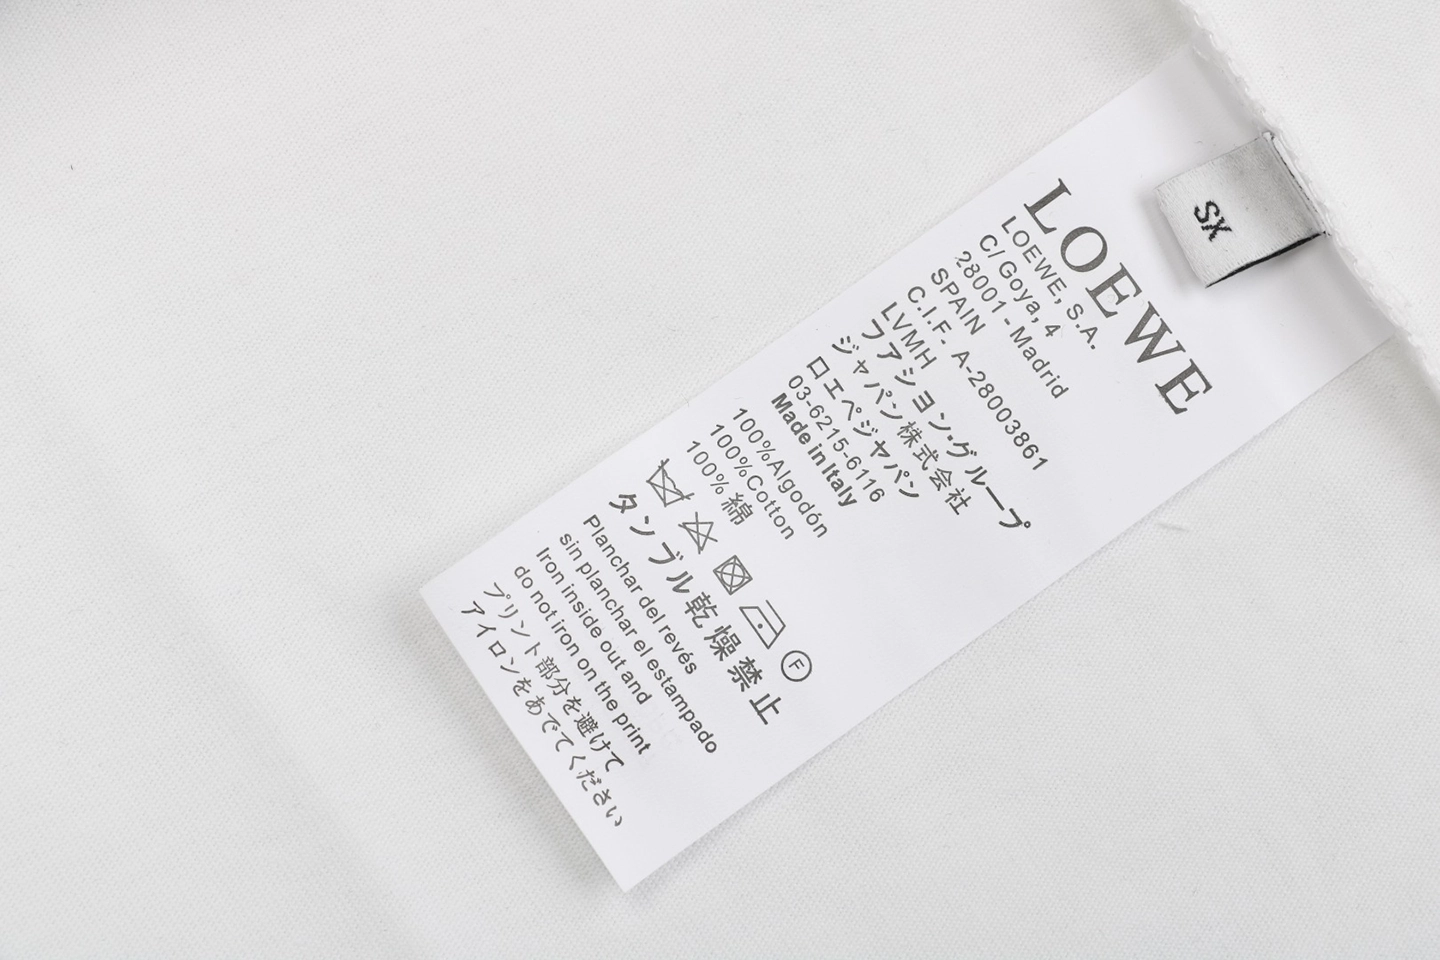 SX
LOEWE
LOEWE, S.A.
C/ Goya, 4
28001 - Madrid
SPAIN
C.I.F- A-28003861
LVMH
ファション・グループ
ジャパン株式会社
ロエペジャパン
03-6215-6116
Made in Italy
100%Algodón
100%Cotton
100% 綿
F
タンブル乾燥禁止
Planchar del revés
sin planchar el estampado
Iron inside out and
do not iron on the print
プリント部分を避けて
アイロンをあでてください